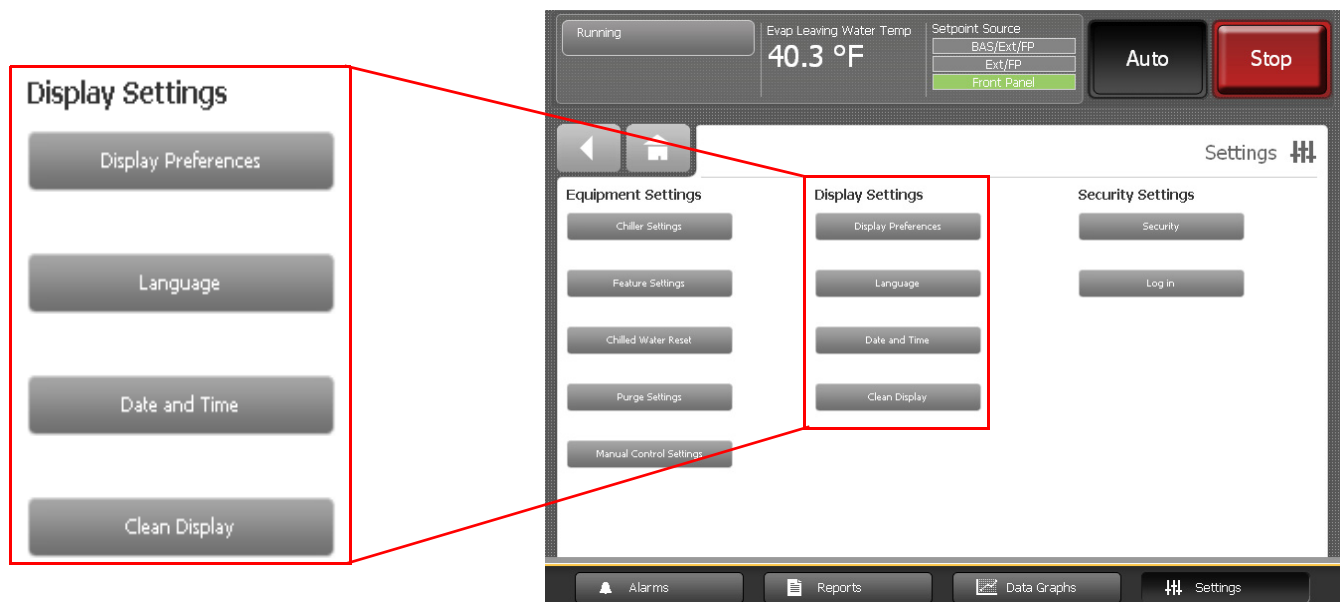 Display Settings
Display Preferences
Language
Date and Time
Clean Display
Running
Evap Leaving Water Temp
40.3 °F
Setpoint Source
BAS/Ext/FP
Ext/FP
Front Panel
Auto
Stop
Settings
Equipment Settings
Chiller Settings
Feature Settings
Chilled Water Reset
Purge Settings
Manual Control Settings
Display Settings
Display Preferences
Language
Date and Time
Clean Display
Security Settings
Security
Log in
Alarms
Reports
Data Graphs
Settings